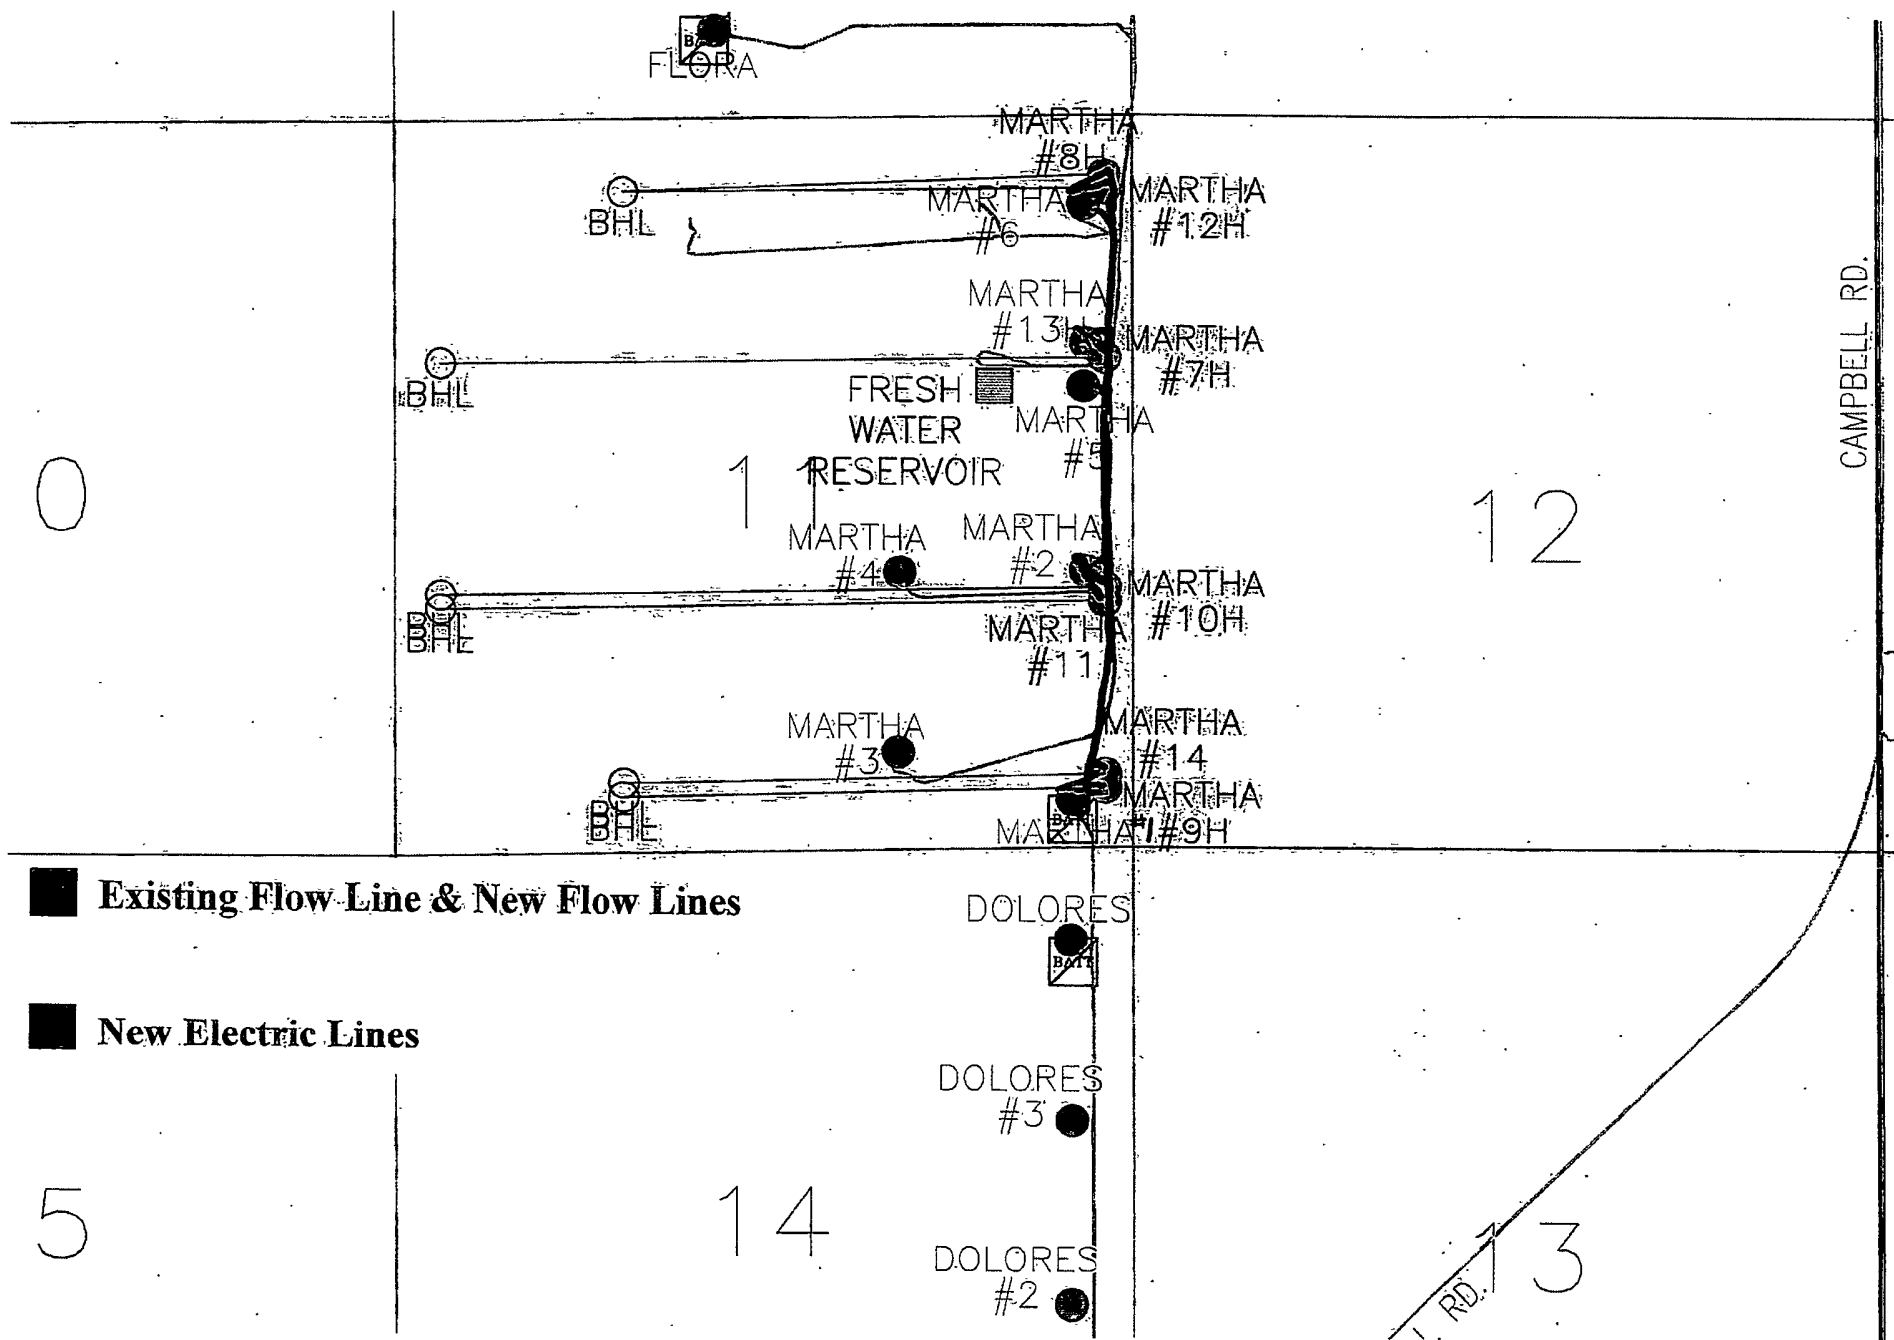 FLORA
MARTHA
#8H
MARTHA
#12H
MARTHA
#6
BHL
MARTHA
#13H
MARTHA
#7H
BHL
FRESH
WATER
RESERVOIR
MARTHA
#5
CAMPBELL RD.
0
11
12
MARTHA
#4
MARTHA
#2
MARTHA
#10H
BHL
BHL
MARTHA
#11
MARTHA
#3
MARTHA
#14
MARTHA
#9H
BHL
BHL
MARTHA #1
Existing Flow Line & New Flow Lines
DOLORES
BATT
New Electric Lines
DOLORES
#3
5
14
13
DOLORES
#2
RD.